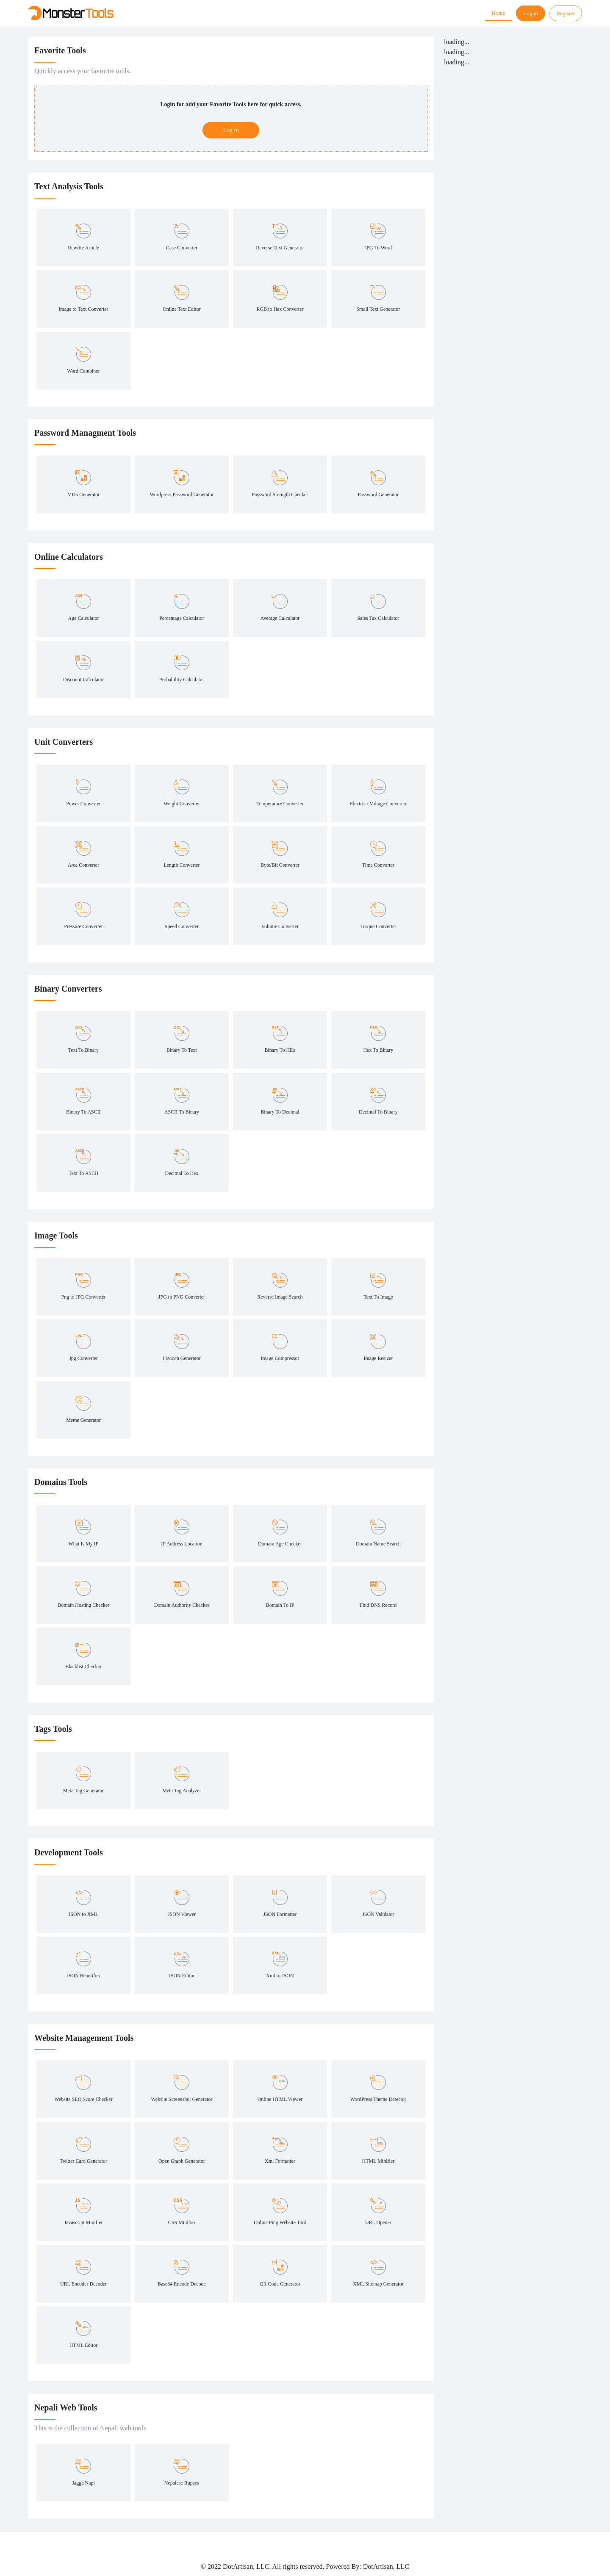 MonsterTools
Home
Log in
Register
Favorite Tools
Quickly access your favrorite tools.
Login for add your Favorite Tools here for quick access.
Log in
loading...
loading...
loading...
Text Analysis Tools
Rewrite Article
Case Converter
Reverse Text Generator
JPG To Word
Image to Text Converter
Online Text Editor
RGB to Hex Converter
Small Text Generator
Word Combiner
Password Managment Tools
MD5 Generator
Wordpress Password Generator
Password Strength Checker
Password Generator
Online Calculators
Age Calculator
Percentage Calculator
Average Calculator
Sales Tax Calculator
Discount Calculator
Probability Calculator
Unit Converters
Power Converter
Weight Converter
Temperature Converter
Electric / Voltage Converter
Area Converter
Length Converter
Byte/Bit Converter
Time Converter
Pressure Converter
Speed Converter
Volume Converter
Torque Converter
Binary Converters
Text To Binary
Binary To Text
Binary To HEx
Hex To Binary
Binary To ASCII
ASCII To Binary
Binary To Decimal
Decimal To Binary
Text To ASCII
Decimal To Hex
Image Tools
Png to JPG Converter
JPG to PNG Converter
Reverse Image Search
Text To Image
Jpg Converter
Favicon Generator
Image Compressor
Image Resizer
Meme Generator
Domains Tools
What Is My IP
IP Address Location
Domain Age Checker
Domain Name Search
Domain Hosting Checker
Domain Authority Checker
Domain To IP
Find DNS Record
Blacklist Checker
Tags Tools
Meta Tag Generator
Meta Tag Analyzer
Development Tools
JSON to XML
JSON Viewer
JSON Formatter
JSON Validator
JSON Beautifier
JSON Editor
Xml to JSON
Website Management Tools
Website SEO Score Checker
Website Screenshot Generator
Online HTML Viewer
WordPress Theme Detector
Twitter Card Generator
Open Graph Generator
Xml Formatter
HTML Minifier
Javascript Minifier
CSS Minifier
Online Ping Website Tool
URL Opener
URL Encoder Decoder
Base64 Encode Decode
QR Code Generator
XML Sitemap Generator
HTML Editor
Nepali Web Tools
This is the collection of Nepali web tools
Jagga Napi
Nepalese Rupees
© 2022 DotArtisan, LLC. All rights reserved. Powered By: DotArtisan, LLC